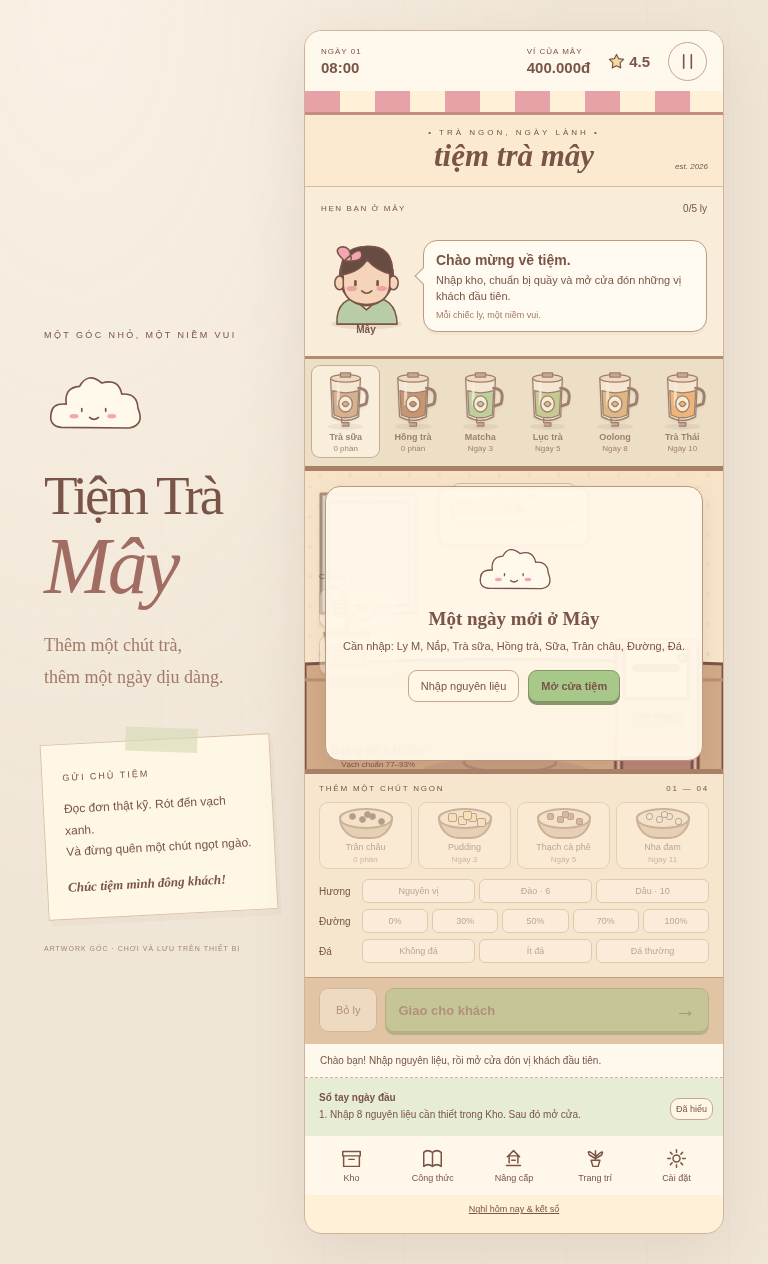 MỘT GÓC NHỎ, MỘT NIỀM VUI
Tiệm Trà
Mây
Thêm một chút trà,
thêm một ngày dịu dàng.
GỬI CHỦ TIỆM
Đọc đơn thật kỹ. Rót đến vạch
xanh.
Và đừng quên một chút ngọt ngào.
Chúc tiệm mình đông khách!
ARTWORK GỐC · CHƠI VÀ LƯU TRÊN THIẾT BỊ
NGÀY 01
08:00
VÍ CỦA MÂY
400.000đ
4.5
• TRÀ NGON, NGÀY LÀNH •
tiệm trà mây
est. 2026
HẸN BẠN Ở MÂY
0/5 ly
Mây
Chào mừng về tiệm.
Nhập kho, chuẩn bị quầy và mở cửa đón những vị
khách đầu tiên.
Mỗi chiếc ly, một niềm vui.
Trà sữa
0 phần
Hồng trà
0 phần
Matcha
Ngày 3
Lục trà
Ngày 5
Oolong
Ngày 8
Trà Thái
Ngày 10
Một ngày mới ở Mây
Cần nhập: Ly M, Nắp, Trà sữa, Hồng trà, Sữa, Trân châu, Đường, Đá.
Nhập nguyên liệu
Mở cửa tiệm
Vạch chuẩn 77–93%
THÊM MỘT CHÚT NGON
01 — 04
Trân châu
0 phần
Pudding
Ngày 3
Thạch cà phê
Ngày 5
Nha đam
Ngày 11
Hương
Nguyên vị
Đào · 6
Dâu · 10
Đường
0%
30%
50%
70%
100%
Đá
Không đá
Ít đá
Đá thường
Bỏ ly
Giao cho khách →
Chào bạn! Nhập nguyên liệu, rồi mở cửa đón vị khách đầu tiên.
Sổ tay ngày đầu
1. Nhập 8 nguyên liệu cần thiết trong Kho. Sau đó mở cửa.
Đã hiểu
Kho
Công thức
Nâng cấp
Trang trí
Cài đặt
Nghỉ hôm nay & kết sổ